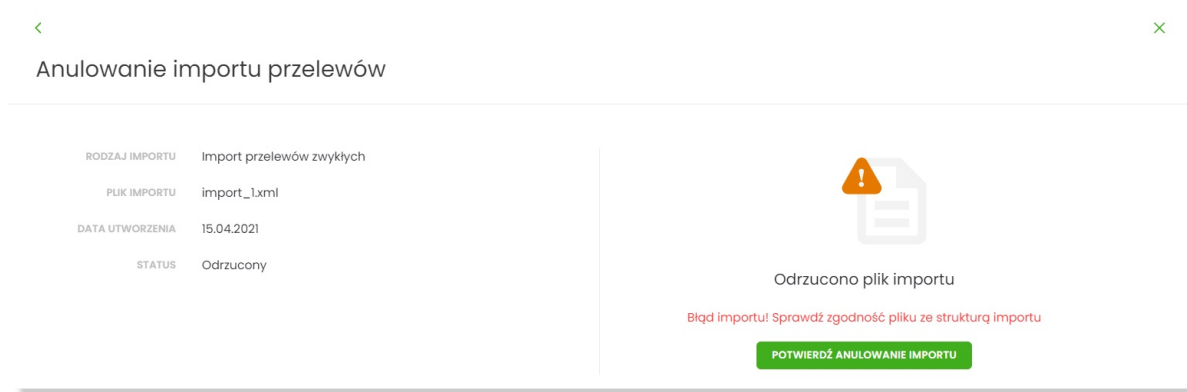 Anulowanie importu przelewów
RODZAJ IMPORTU Import przelewów zwykłych
PLIK IMPORTU import_1.xml
DATA UTWORZENIA 15.04.2021
STATUS Odrzucony
Odrzucono plik importu
Błąd importu! Sprawdź zgodność pliku ze strukturą importu
POTWIERDŹ ANULOWANIE IMPORTU